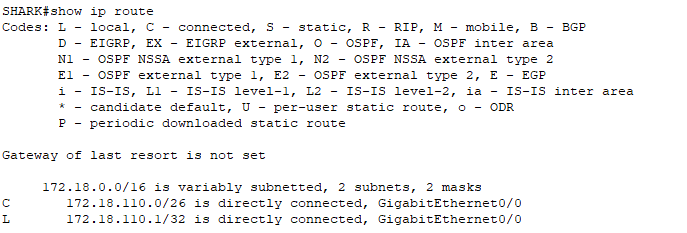 SHARK#show ip route
Codes: L - local, C - connected, S - static, R - RIP, M - mobile, B - BGP
D - EIGRP, EX - EIGRP external, O - OSPF, IA - OSPF inter area
N1 - OSPF NSSA external type 1, N2 - OSPF NSSA external type 2
E1 - OSPF external type 1, E2 - OSPF external type 2, E - EGP
i - IS-IS, L1 - IS-IS level-1, L2 - IS-IS level-2, ia - IS-IS inter area
* - candidate default, U - per-user static route, o - ODR
P - periodic downloaded static route
Gateway of last resort is not set
172.18.0.0/16 is variably subnetted, 2 subnets, 2 masks
C 172.18.110.0/26 is directly connected, GigabitEthernet0/0
L 172.18.110.1/32 is directly connected, GigabitEthernet0/0